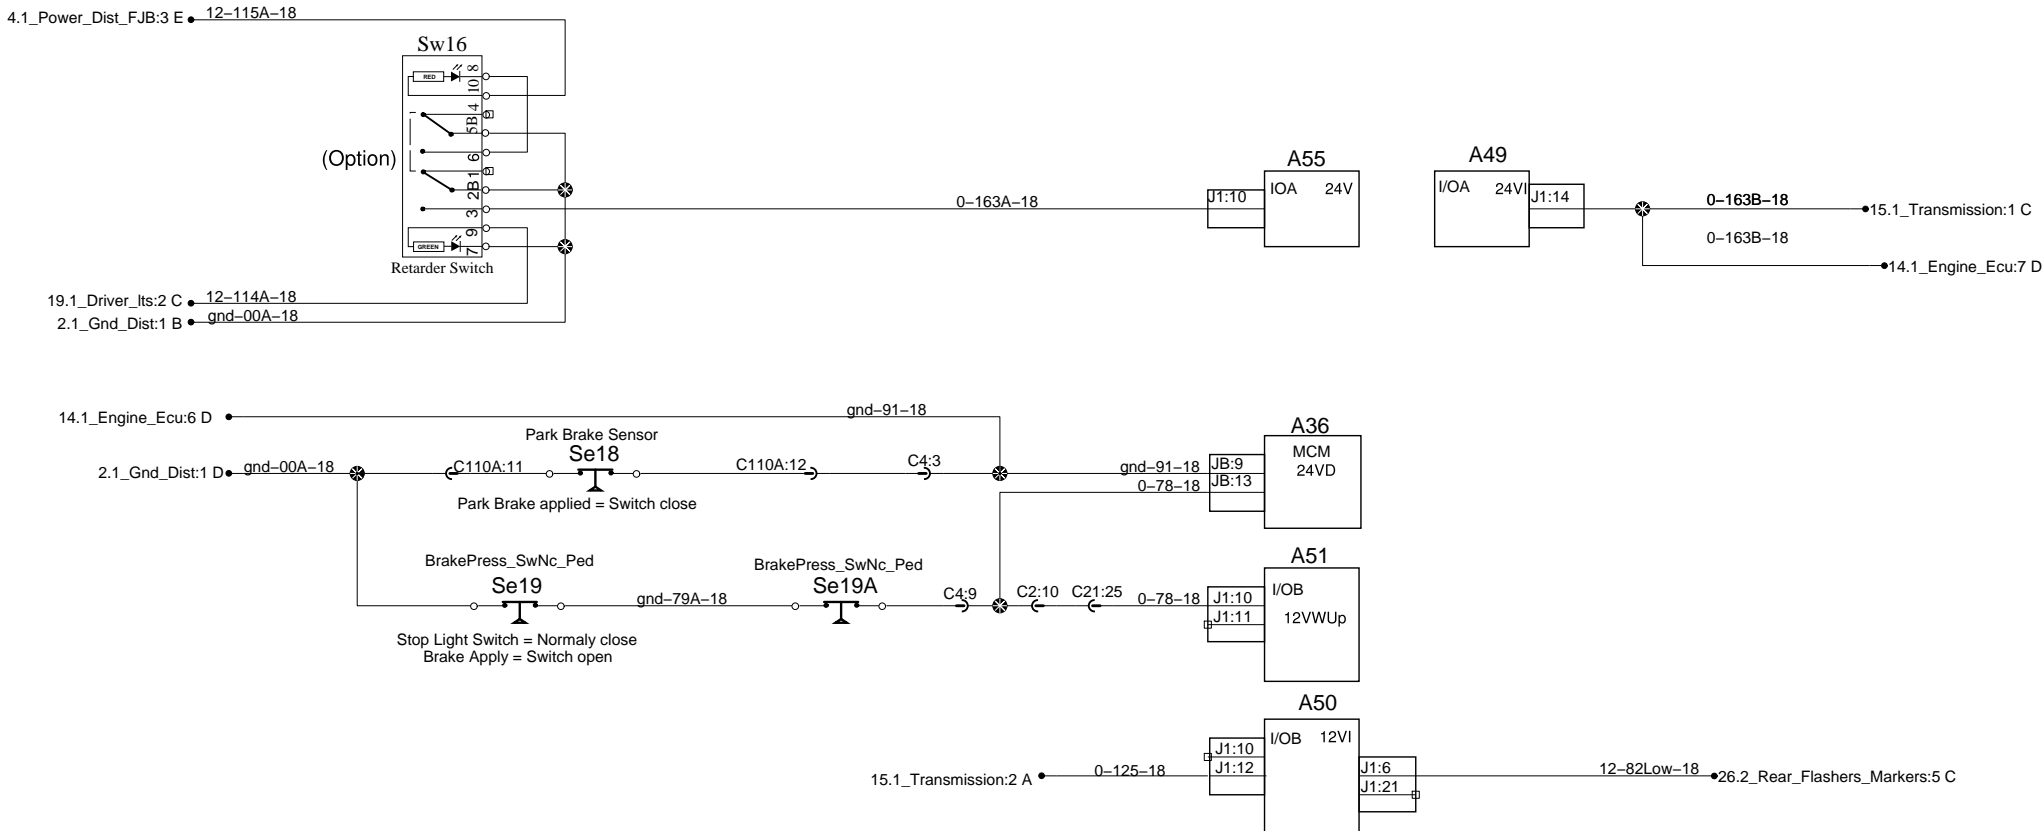 4.1_Power_Dist_FJB:3 E
12-115A-18
Sw16
RED
8
10
4
5B
(Option)
6
1
2B
3
9
GREEN
7
Retarder Switch
19.1_Driver_lts:2 C
12-114A-18
2.1_Gnd_Dist:1 B
gnd-00A-18
0-163A-18
A55
J1:10
IOA
24V
A49
I/OA
24VI
J1:14
0-163B-18
15.1_Transmission:1 C
0-163B-18
14.1_Engine_Ecu:7 D
14.1_Engine_Ecu:6 D
gnd-91-18
Park Brake Sensor
2.1_Gnd_Dist:1 D
gnd-00A-18
C110A:11
Se18
C110A:12
C4:3
gnd-91-18
0-78-18
Park Brake applied = Switch close
A36
JB:9
JB:13
MCM
24VD
BrakePress_SwNc_Ped
Se19
gnd-79A-18
BrakePress_SwNc_Ped
Se19A
C4:9
C2:10
C21:25
0-78-18
Stop Light Switch = Normaly close
Brake Apply = Switch open
A51
J1:10
J1:11
I/OB
12VWUp
A50
J1:10
J1:12
I/OB
12VI
J1:6
J1:21
15.1_Transmission:2 A
0-125-18
12-82Low-18
26.2_Rear_Flashers_Markers:5 C